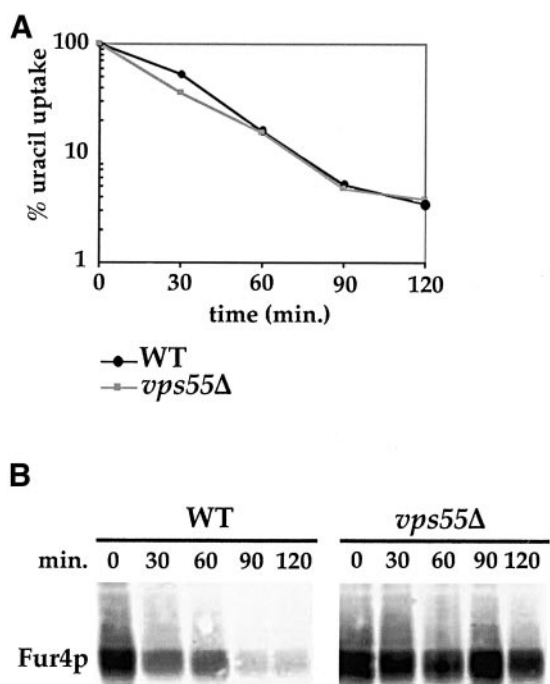 A
100
10
1
% uracil uptake
0 30 60 90 120
time (min.)
WT
vps55Δ
B
WT vps55Δ
min. 0 30 60 90 120 0 30 60 90 120
Fur4p